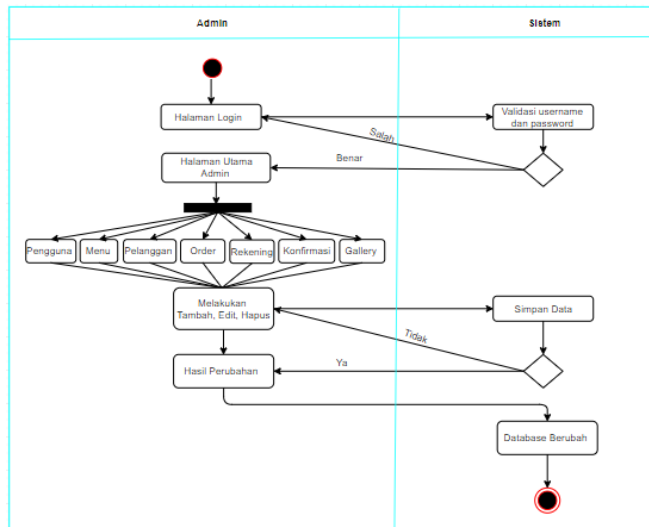 Admin
Sistem
Halaman Login
Validasi username
dan password
Salah
Halaman Utama
Admin
Benar
Pengguna
Menu
Pelanggan
Order
Rekening
Konfirmasi
Gallery
Melakukan
Tambah, Edit, Hapus
Simpan Data
Tidak
Hasil Perubahan
Ya
Database Berubah